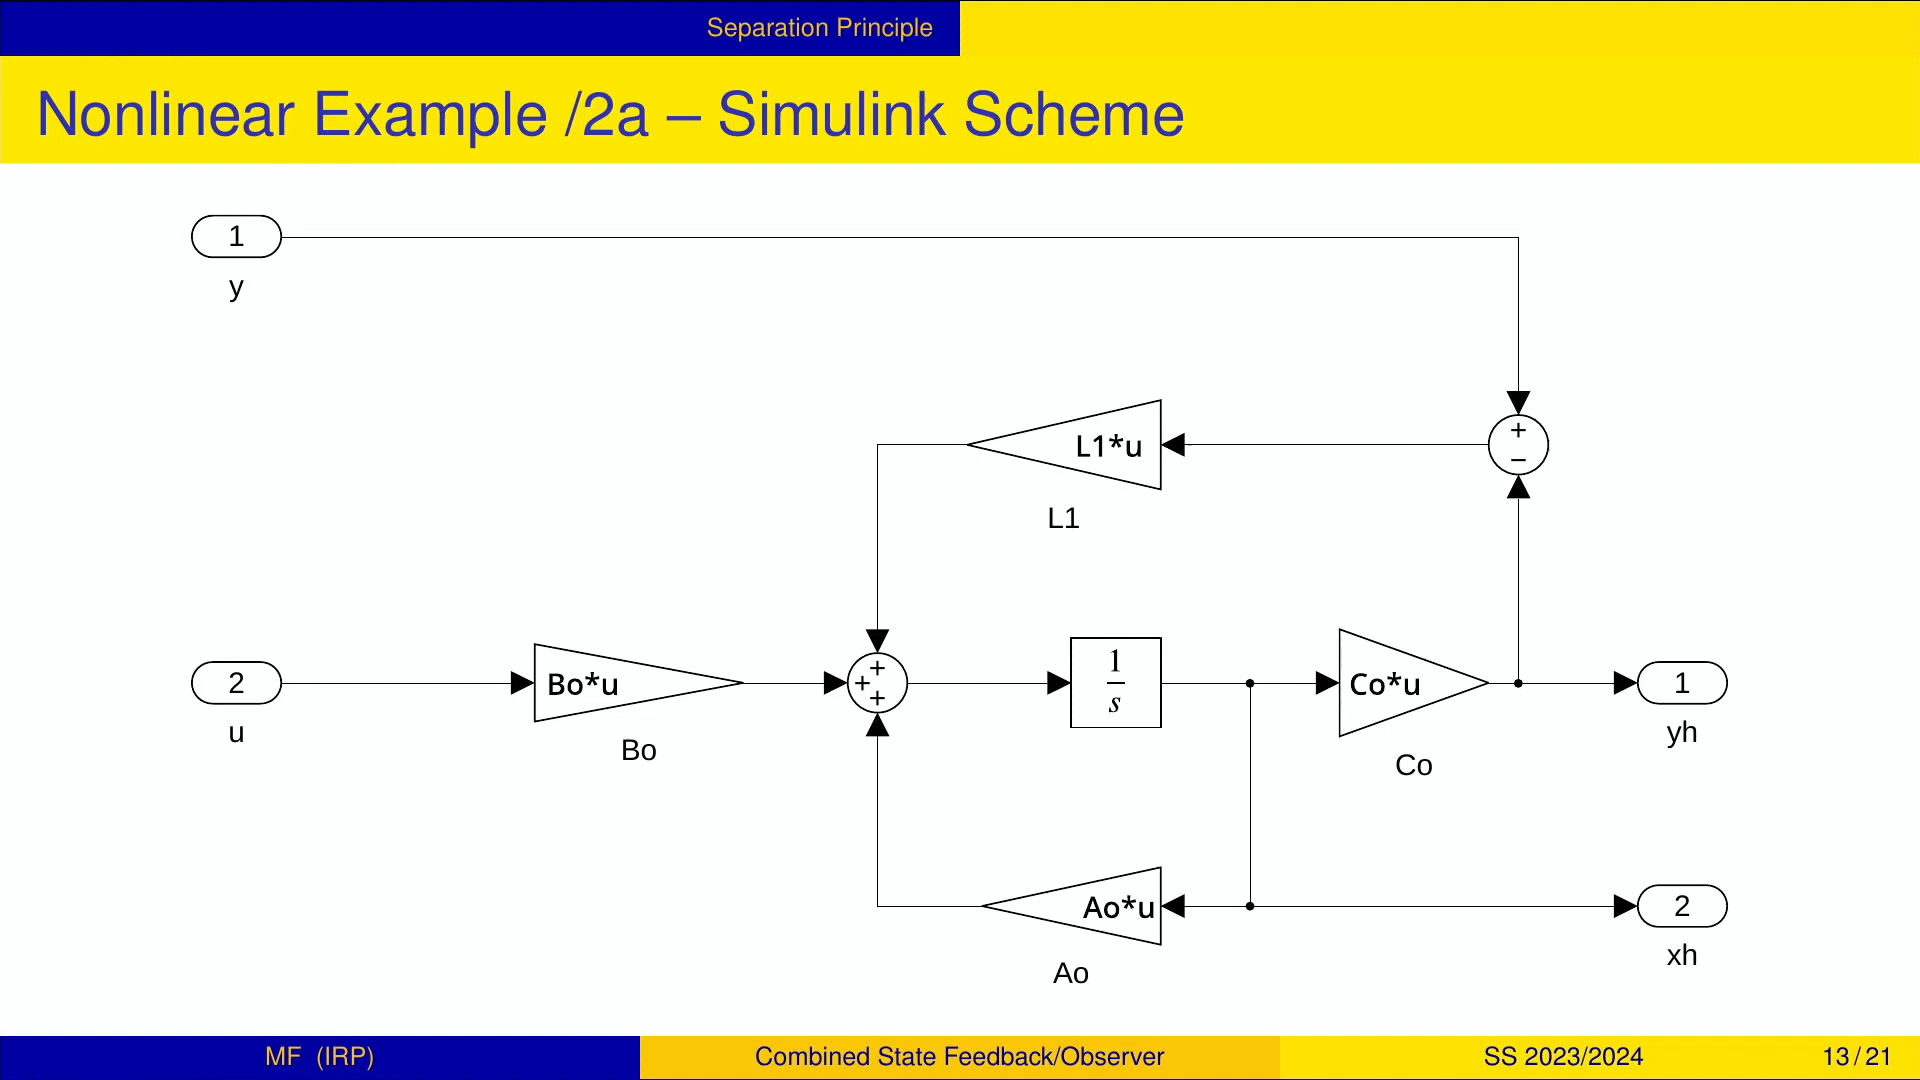 Separation Principle
Nonlinear Example /2a – Simulink Scheme
1
y
+
−
L1*u
L1
2
u
Bo*u
Bo
+
+
+
1
s
Co*u
Co
1
yh
Ao*u
Ao
2
xh
MF (IRP)
Combined State Feedback/Observer
SS 2023/2024
13 / 21